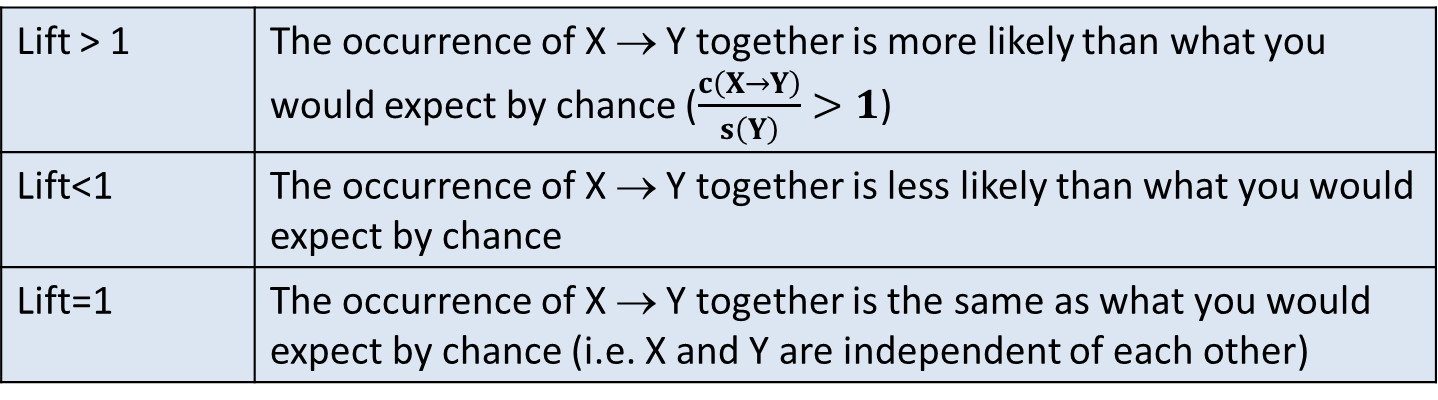 Lift > 1
The occurrence of X → Y together is more likely than what you
would expect by chance (c(X→Y)/s(Y) > 1)
Lift<1
The occurrence of X → Y together is less likely than what you would
expect by chance
Lift=1
The occurrence of X → Y together is the same as what you would
expect by chance (i.e. X and Y are independent of each other)